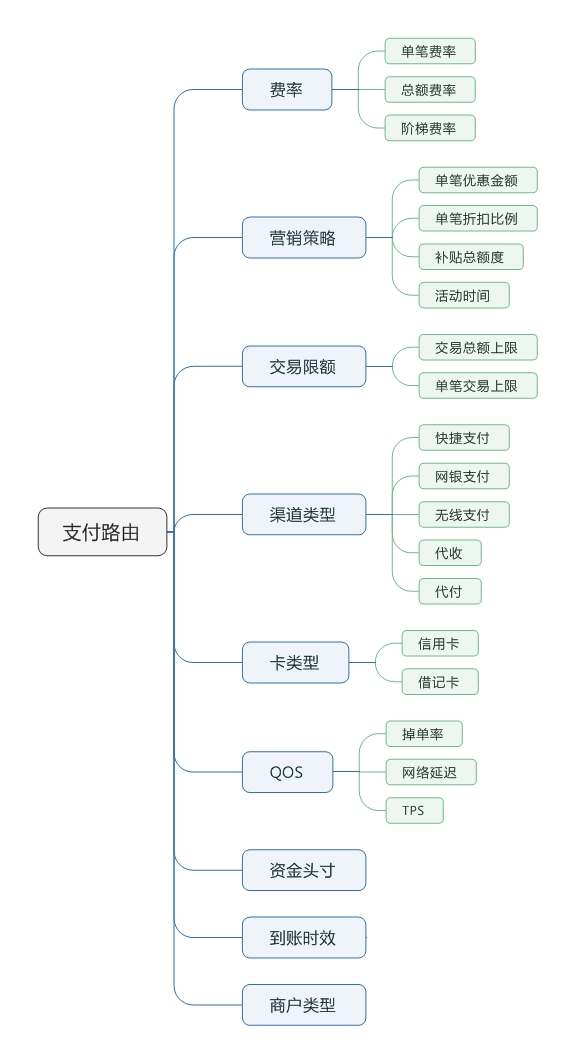 支付路由
费率
单笔费率
总额费率
阶梯费率
营销策略
单笔优惠金额
单笔折扣比例
补贴总额度
活动时间
交易限额
交易总额上限
单笔交易上限
渠道类型
快捷支付
网银支付
无线支付
代收
代付
卡类型
信用卡
借记卡
QOS
掉单率
网络延迟
TPS
资金头寸
到账时效
商户类型